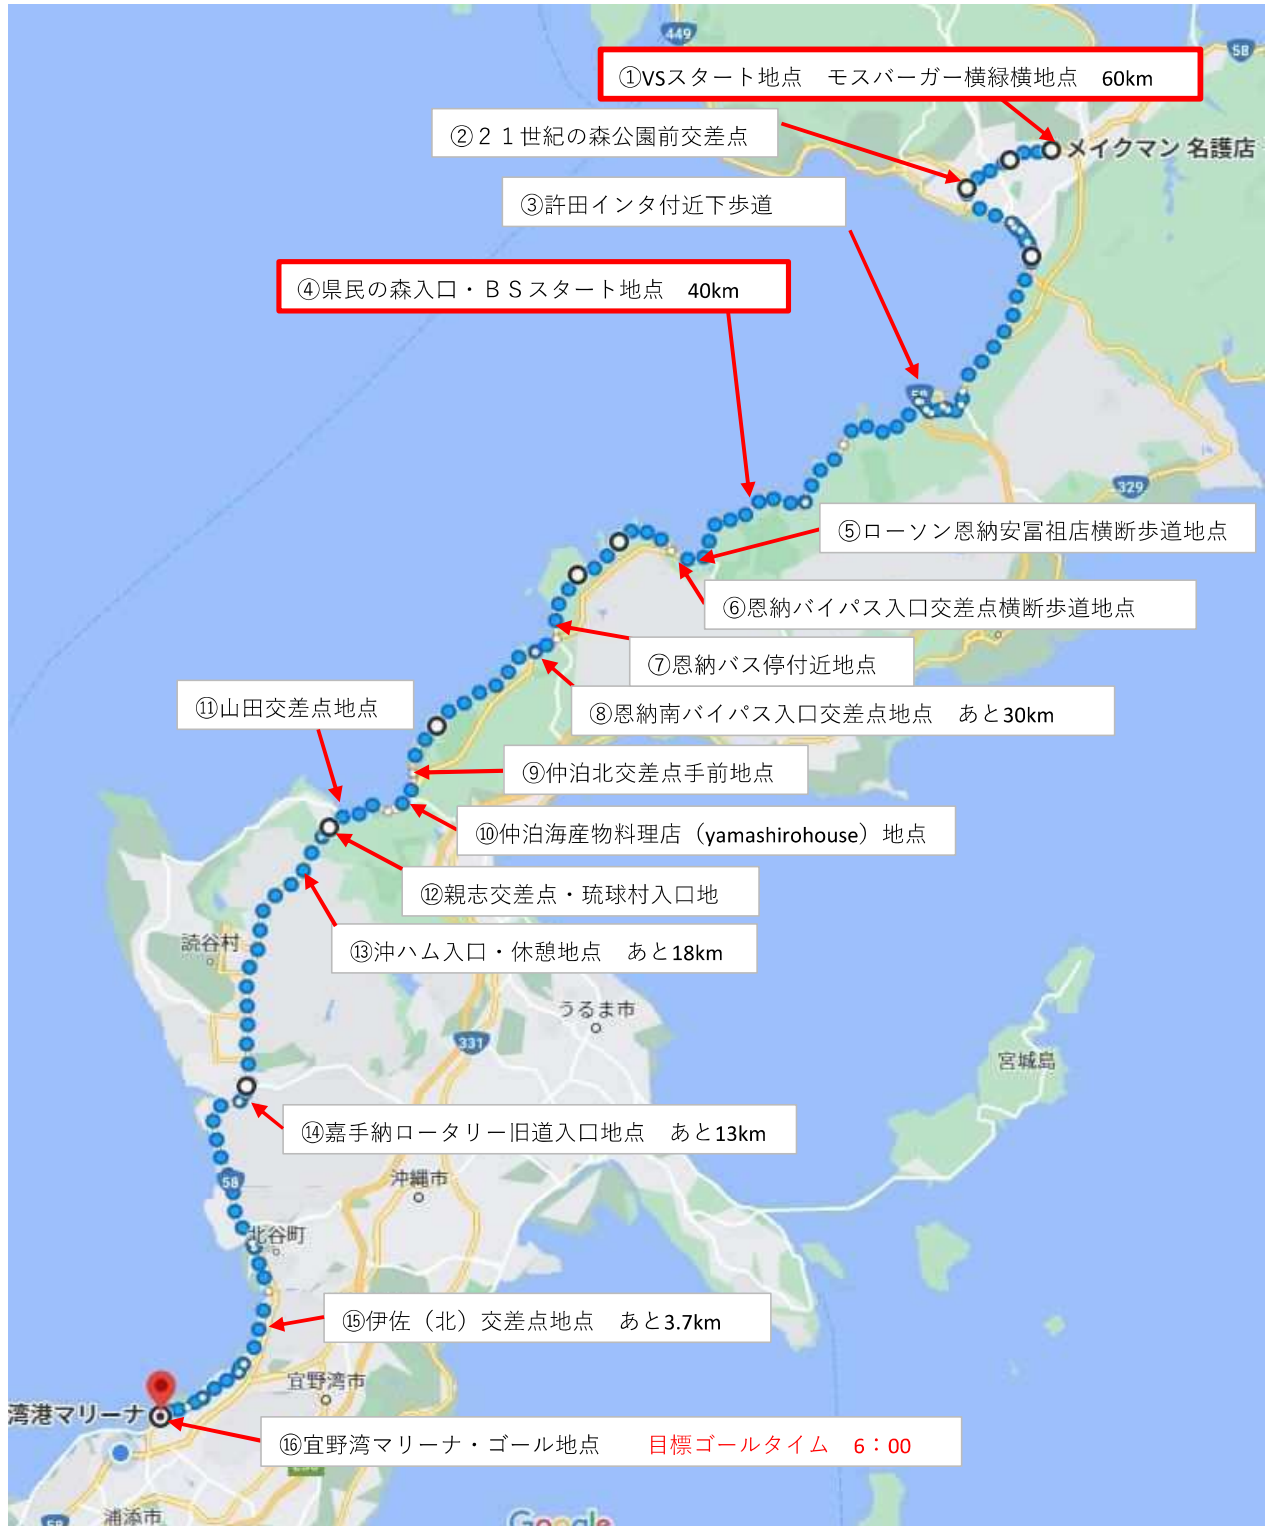 449
58
①VSスタート地点　モスバーガー横緑横地点　60km
②２１世紀の森公園前交差点
メイクマン 名護店
③許田インタ付近下歩道
④県民の森入口・ＢＳスタート地点　40km
58
329
⑤ローソン恩納安冨祖店横断歩道地点
⑥恩納バイパス入口交差点横断歩道地点
⑦恩納バス停付近地点
⑪山田交差点地点
⑧恩納南バイパス入口交差点地点　あと30km
⑨仲泊北交差点手前地点
⑩仲泊海産物料理店（yamashirohouse）地点
⑫親志交差点・琉球村入口地
⑬沖ハム入口・休憩地点　あと18km
読谷村
うるま市
331
宮城島
⑭嘉手納ロータリー旧道入口地点　あと13km
58
沖縄市
北谷町
⑮伊佐（北）交差点地点　あと3.7km
宜野湾市
湾港マリーナ
⑯宜野湾マリーナ・ゴール地点　目標ゴールタイム　6：00
浦添市
58
Google